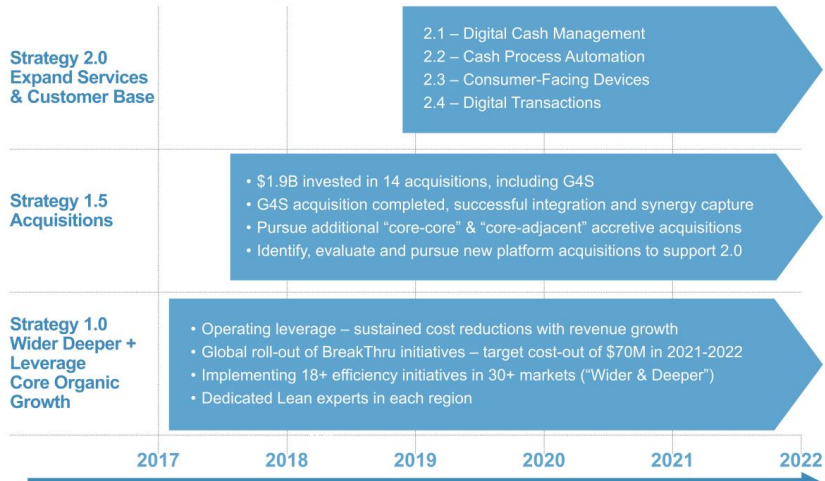 Strategy 2.0
Expand Services
& Customer Base
2.1 – Digital Cash Management
2.2 – Cash Process Automation
2.3 – Consumer-Facing Devices
2.4 – Digital Transactions
Strategy 1.5
Acquisitions
• $1.9B invested in 14 acquisitions, including G4S
• G4S acquisition completed, successful integration and synergy capture
• Pursue additional “core-core” & “core-adjacent” accretive acquisitions
• Identify, evaluate and pursue new platform acquisitions to support 2.0
Strategy 1.0
Wider Deeper +
Leverage
Core Organic
Growth
• Operating leverage – sustained cost reductions with revenue growth
• Global roll-out of BreakThru initiatives – target cost-out of $70M in 2021-2022
• Implementing 18+ efficiency initiatives in 30+ markets (“Wider & Deeper”)
• Dedicated Lean experts in each region
2017 2018 2019 2020 2021 2022